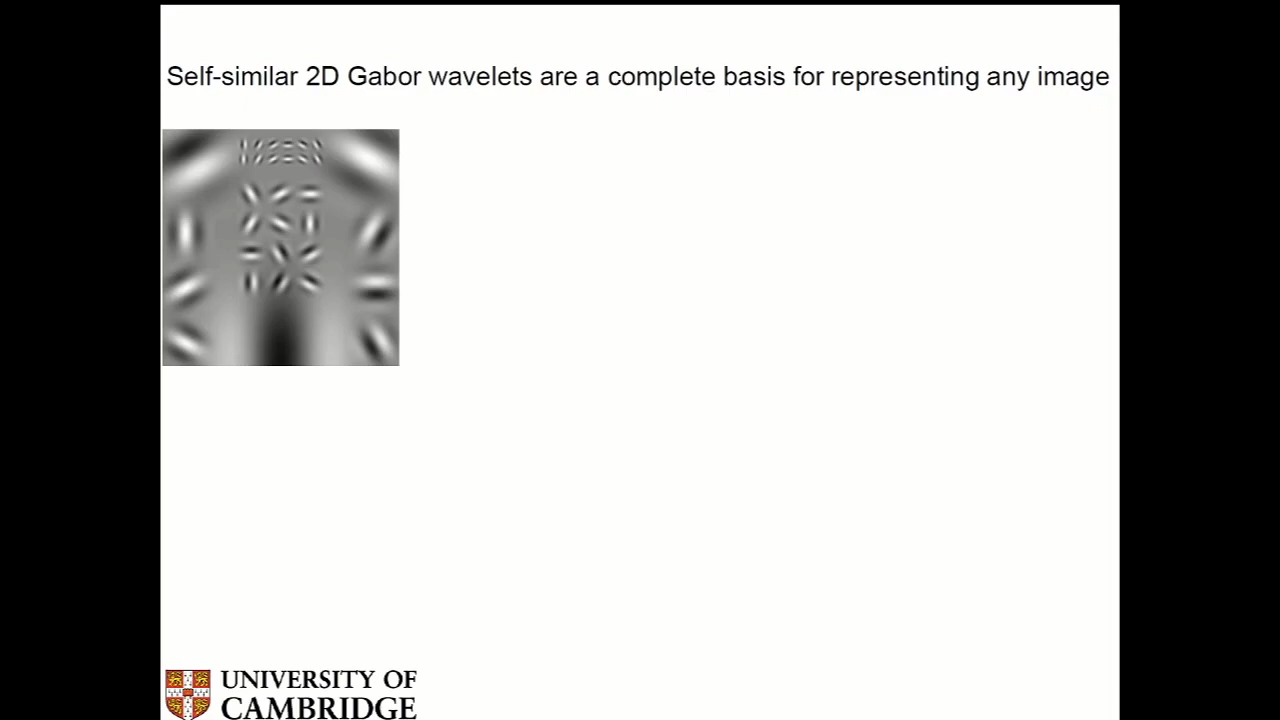 Self-similar 2D Gabor wavelets are a complete basis for representing any image
UNIVERSITY OF
CAMBRIDGE